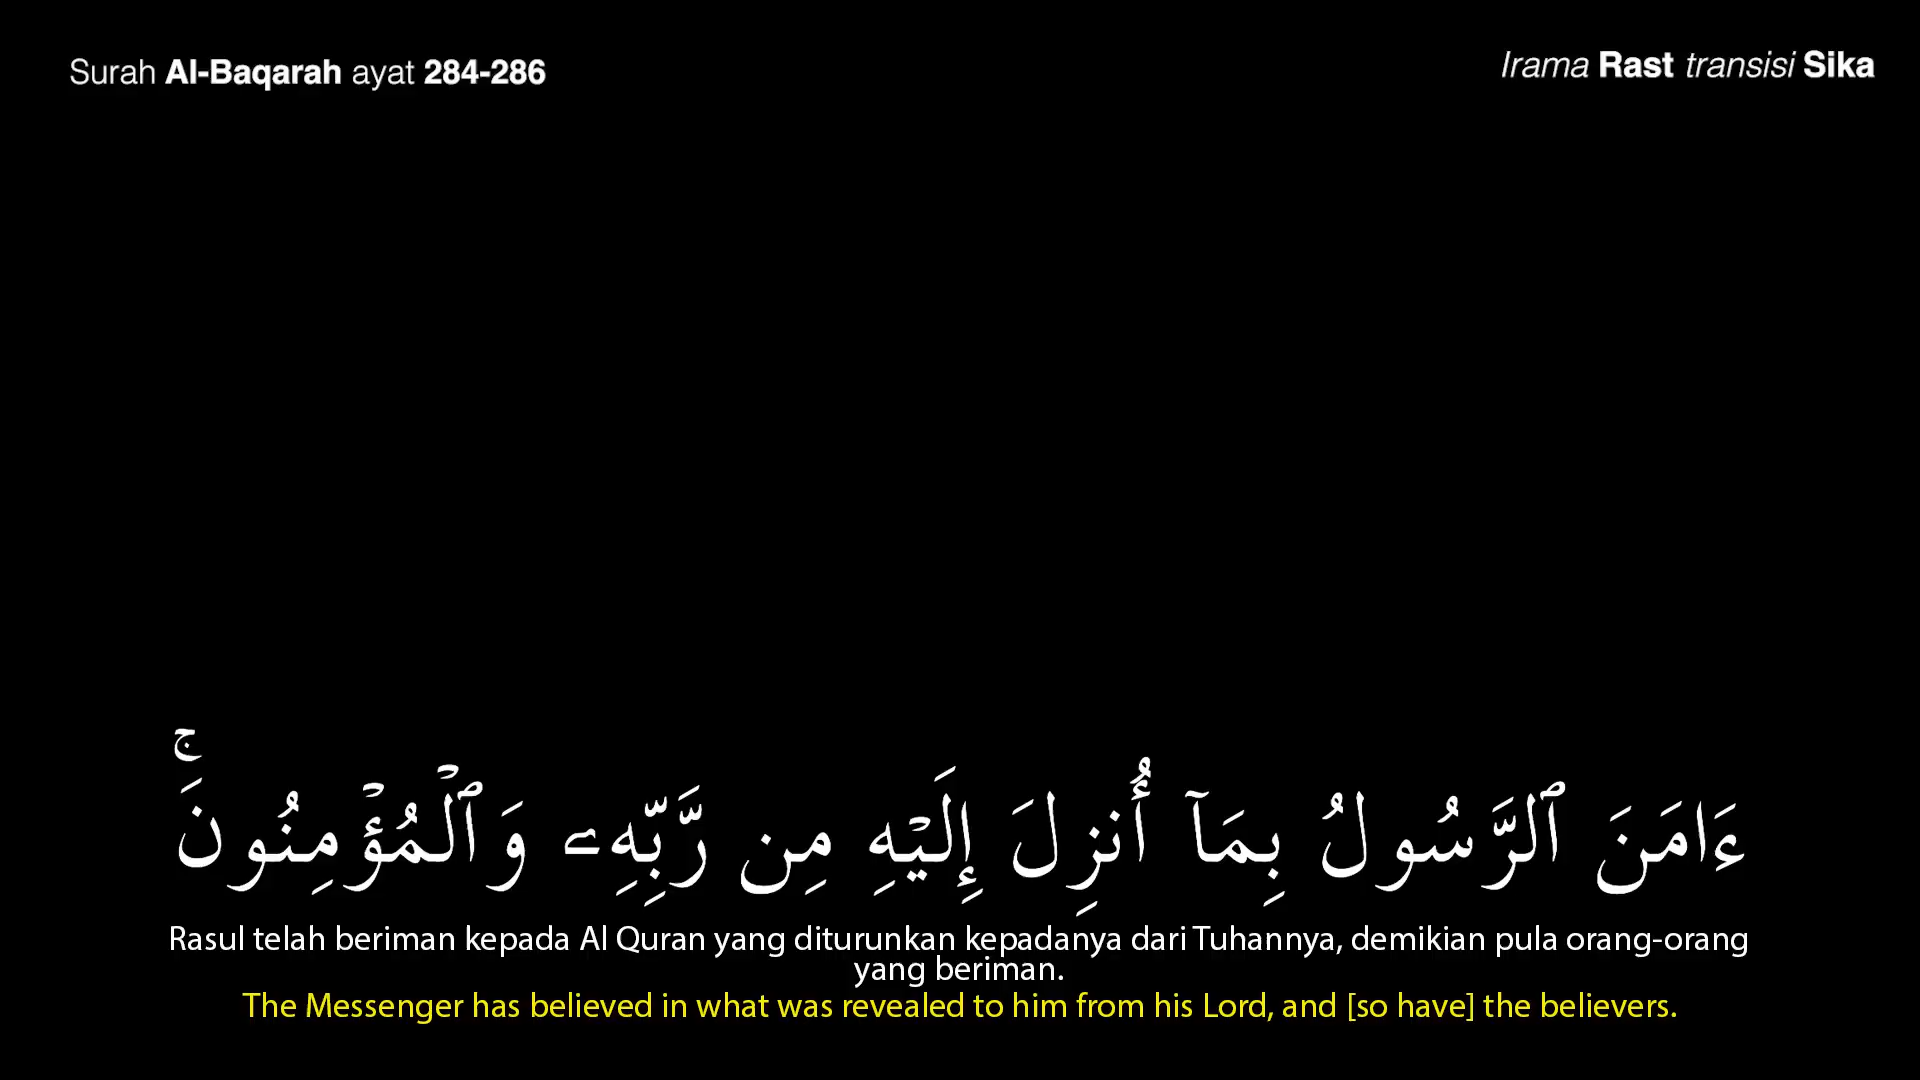 Surah Al-Baqarah ayat 284-286
Irama Rast transisi Sika
ءَامَنَ ٱلرَّسُولُ بِمَآ أُنزِلَ إِلَيْهِ مِن رَّبِّهِۦ وَٱلْمُؤْمِنُونَ ۚ
Rasul telah beriman kepada Al Quran yang diturunkan kepadanya dari Tuhannya, demikian pula orang-orang
yang beriman.
The Messenger has believed in what was revealed to him from his Lord, and [so have] the believers.